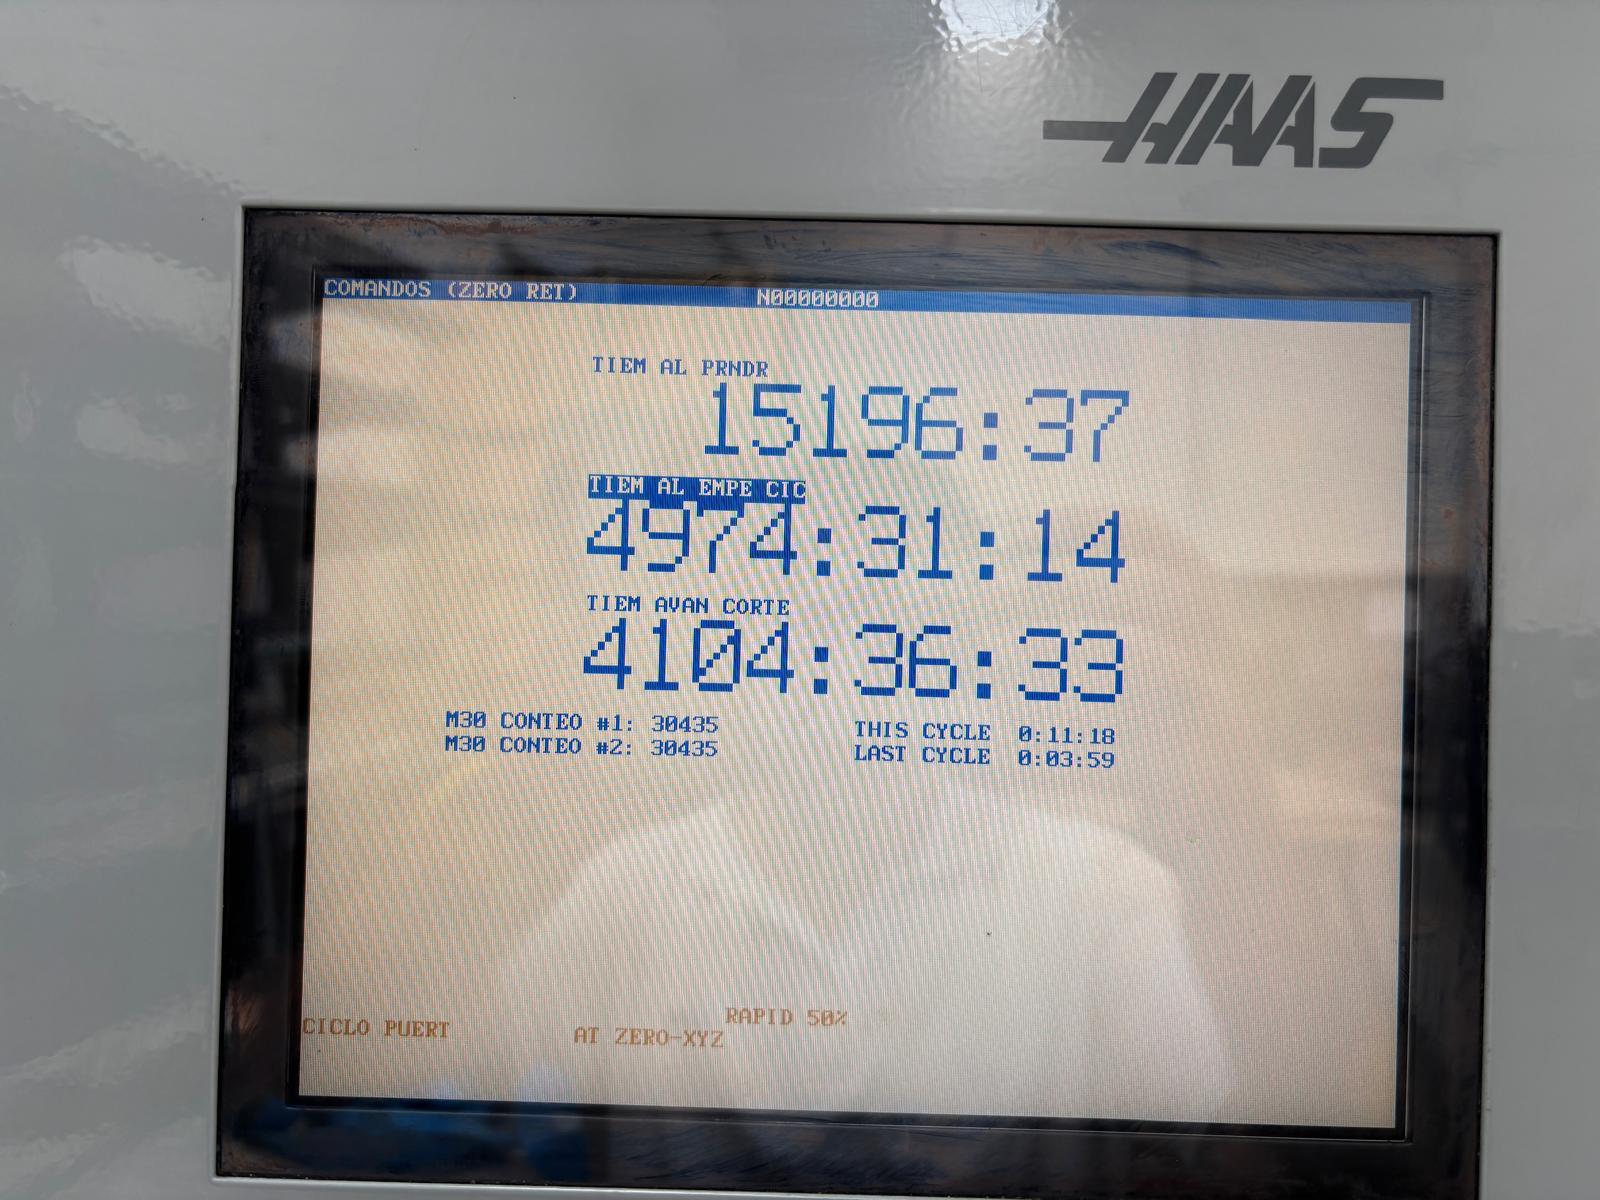 HAAS
COMANDOS (ZERO RET) N00000000
TIEM AL PRNDR
15196:37
TIEM AL EMPE CIC
4974:31:14
TIEM AVAN CORTE
4104:36:33
M30 CONTEO #1: 30435 THIS CYCLE 0:11:18
M30 CONTEO #2: 30435 LAST CYCLE 0:03:59
RAPID 50%
CICLO PUERT AT ZERO-XYZ